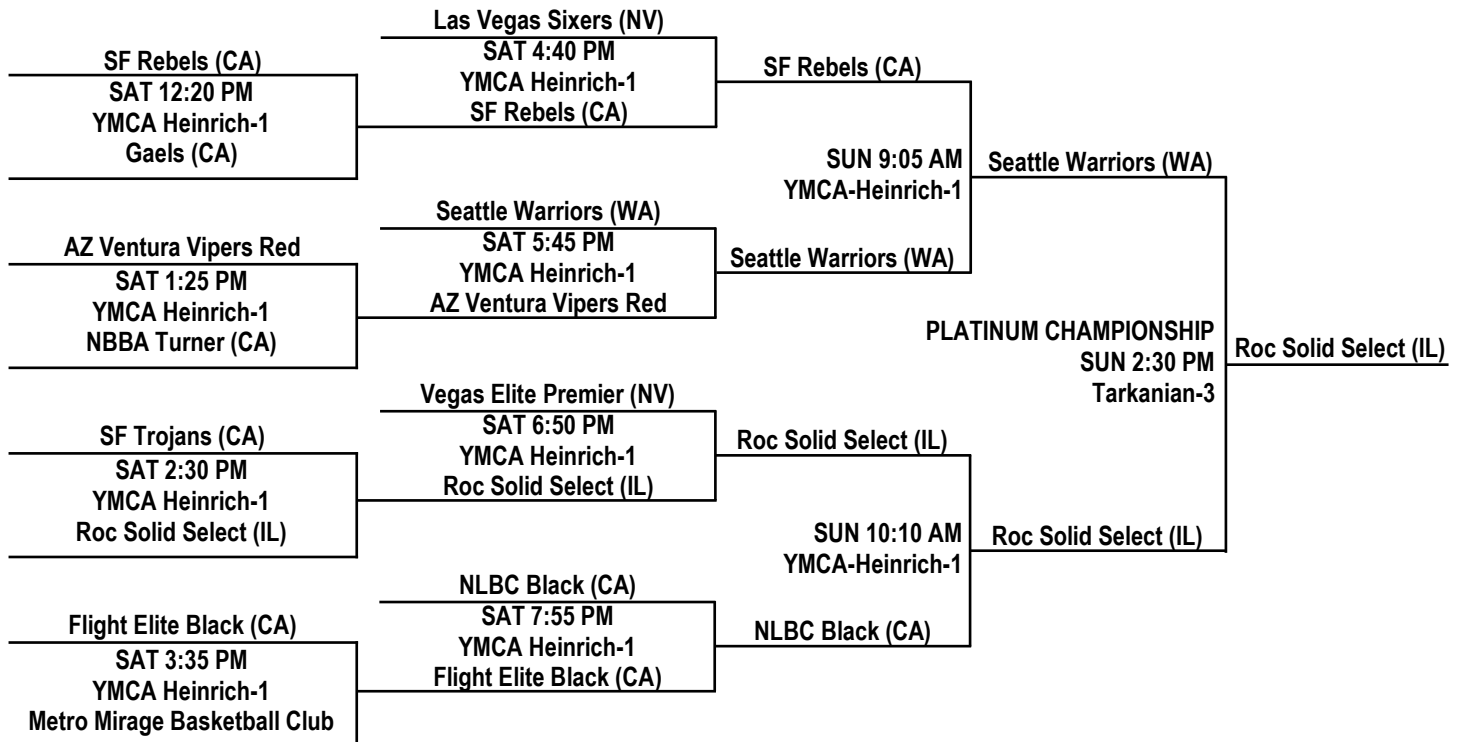 SF Rebels (CA)
SAT 12:20 PM
YMCA Heinrich-1
Gaels (CA)
AZ Ventura Vipers Red
SAT 1:25 PM
YMCA Heinrich-1
NBBA Turner (CA)
SF Trojans (CA)
SAT 2:30 PM
YMCA Heinrich-1
Roc Solid Select (IL)
Flight Elite Black (CA)
SAT 3:35 PM
YMCA Heinrich-1
Metro Mirage Basketball Club
Las Vegas Sixers (NV)
SAT 4:40 PM
YMCA Heinrich-1
SF Rebels (CA)
Seattle Warriors (WA)
SAT 5:45 PM
YMCA Heinrich-1
AZ Ventura Vipers Red
Vegas Elite Premier (NV)
SAT 6:50 PM
YMCA Heinrich-1
Roc Solid Select (IL)
NLBC Black (CA)
SAT 7:55 PM
YMCA Heinrich-1
Flight Elite Black (CA)
SF Rebels (CA)
SUN 9:05 AM
YMCA-Heinrich-1
Seattle Warriors (WA)
Roc Solid Select (IL)
SUN 10:10 AM
YMCA-Heinrich-1
NLBC Black (CA)
Seattle Warriors (WA)
PLATINUM CHAMPIONSHIP
SUN 2:30 PM
Tarkanian-3
Roc Solid Select (IL)
Roc Solid Select (IL)